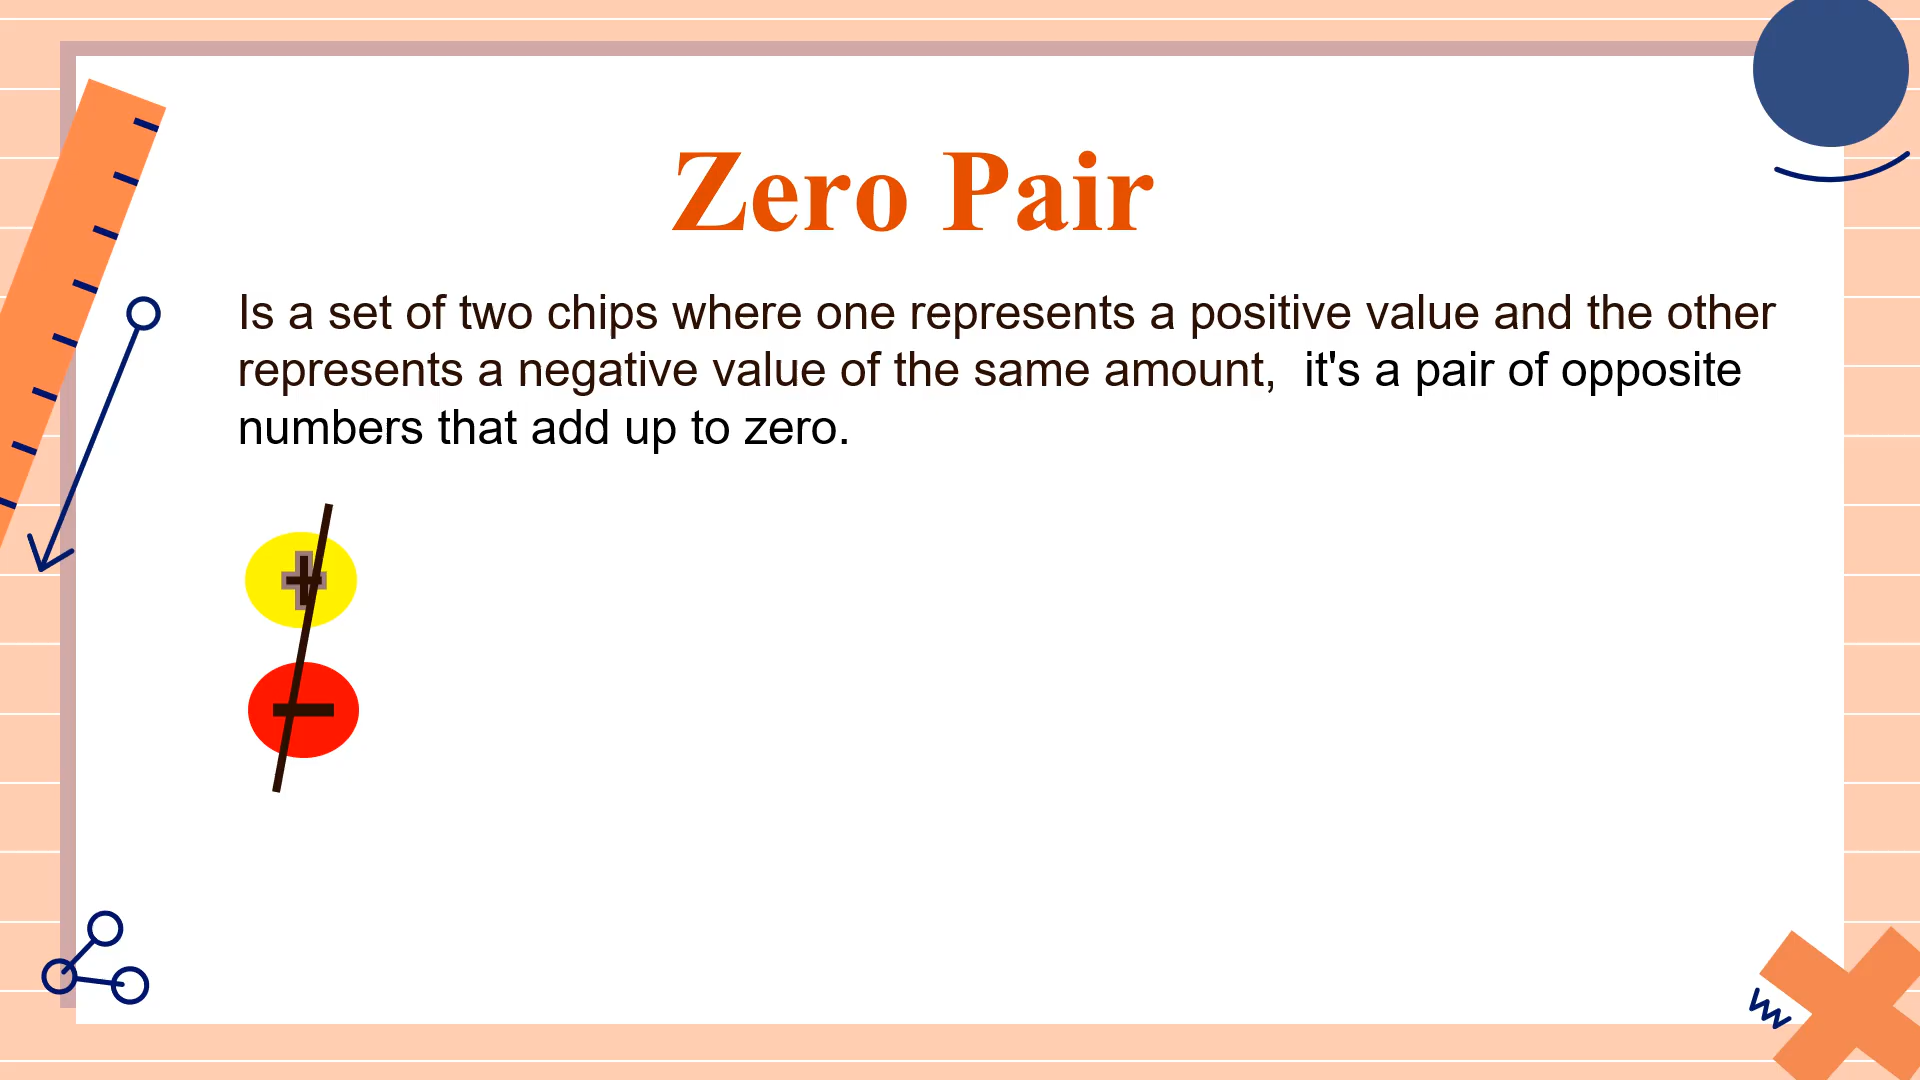 Zero Pair
Is a set of two chips where one represents a positive value and the other
represents a negative value of the same amount,  it's a pair of opposite
numbers that add up to zero.
+
−